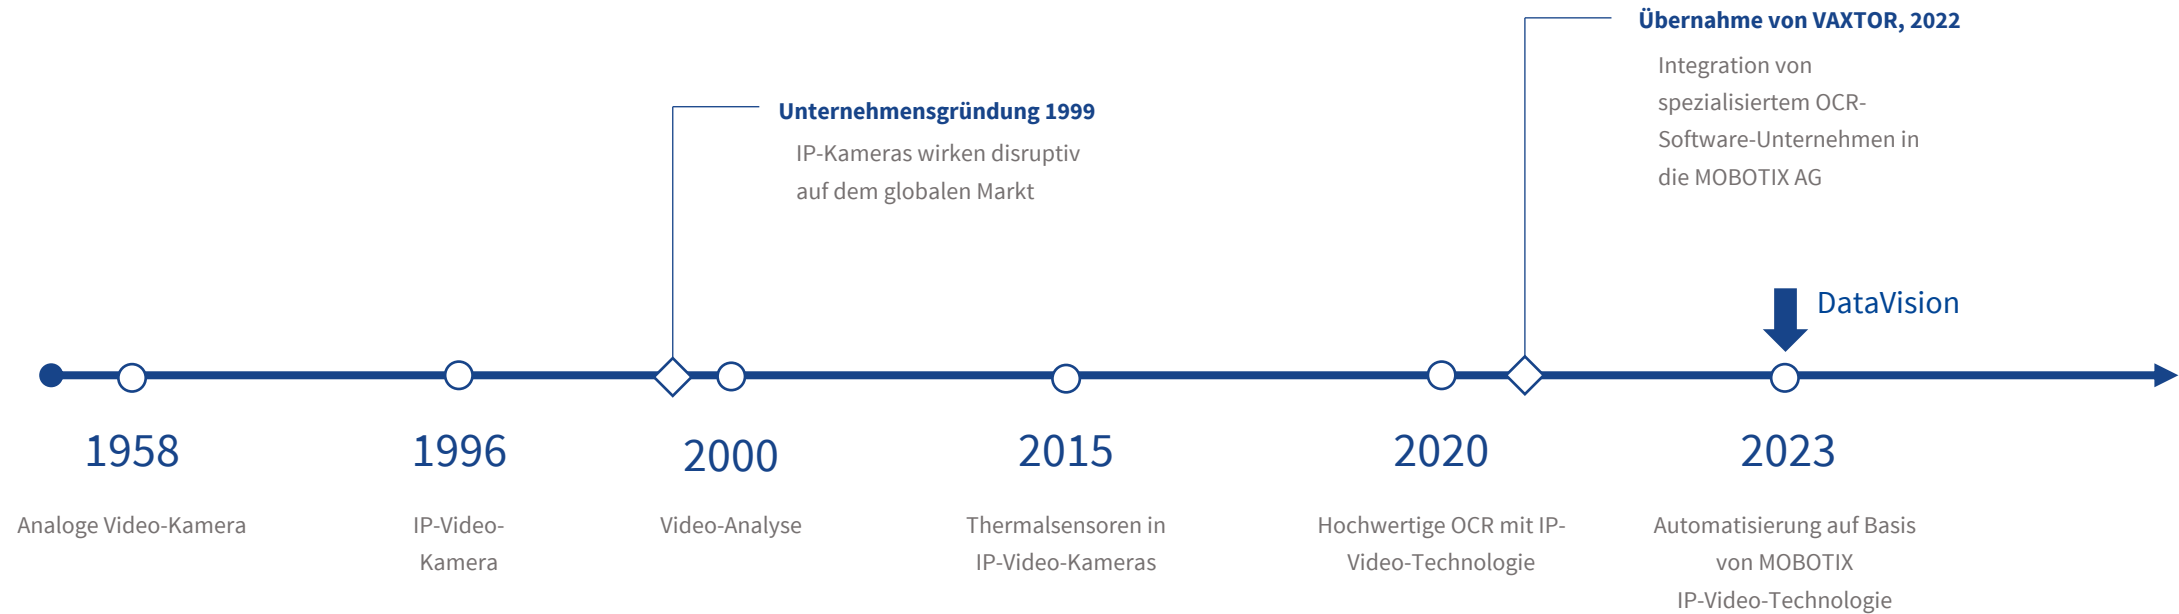 Übernahme von VAXTOR, 2022
Integration von
spezialisiertem OCR-
Software-Unternehmen in
die MOBOTIX AG
Unternehmensgründung 1999
IP-Kameras wirken disruptiv
auf dem globalen Markt
DataVision
1958
Analoge Video-Kamera
1996
IP-Video-
Kamera
2000
Video-Analyse
2015
Thermalsensoren in
IP-Video-Kameras
2020
Hochwertige OCR mit IP-
Video-Technologie
2023
Automatisierung auf Basis
von MOBOTIX
IP-Video-Technologie